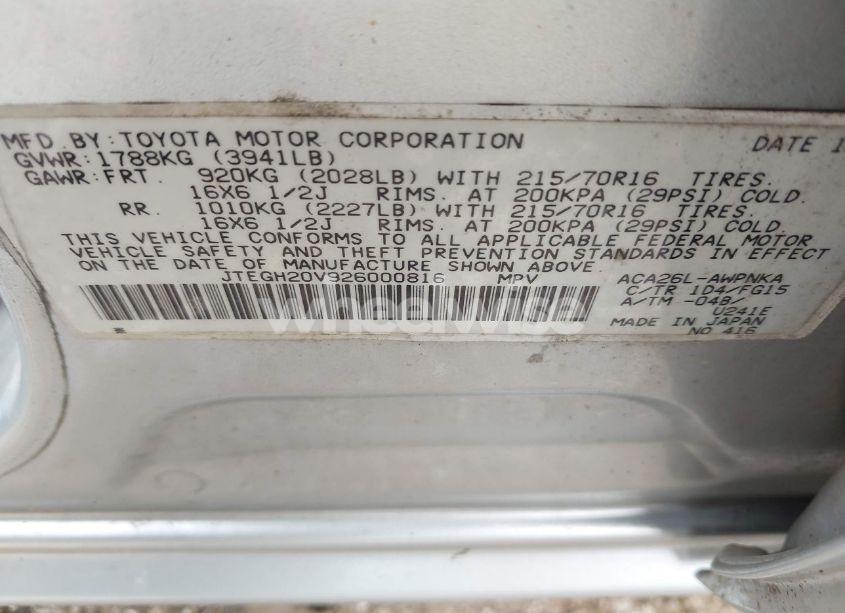 MFD. BY: TOYOTA MOTOR CORPORATION DATE 1
GVWR: 1788KG (3941LB)
GAWR: FRT. 920KG (2028LB) WITH 215/70R16 TIRES.
16X6 1/2J RIMS. AT 200KPA (29PSI) COLD.
RR. 1010KG (2227LB) WITH 215/70R16 TIRES.
16X6 1/2J RIMS. AT 200KPA (29PSI) COLD.
THIS VEHICLE CONFORMS TO ALL APPLICABLE FEDERAL MOTOR
VEHICLE SAFETY AND THEFT PREVENTION STANDARDS IN EFFECT
ON THE DATE OF MANUFACTURE SHOWN ABOVE.
JTEGH20V926000816 MPV ACA26L-AWPNKA
C/TR 1D4/FG15
A/TM -04B/
U241E
MADE IN JAPAN
NO 416
wheelwise